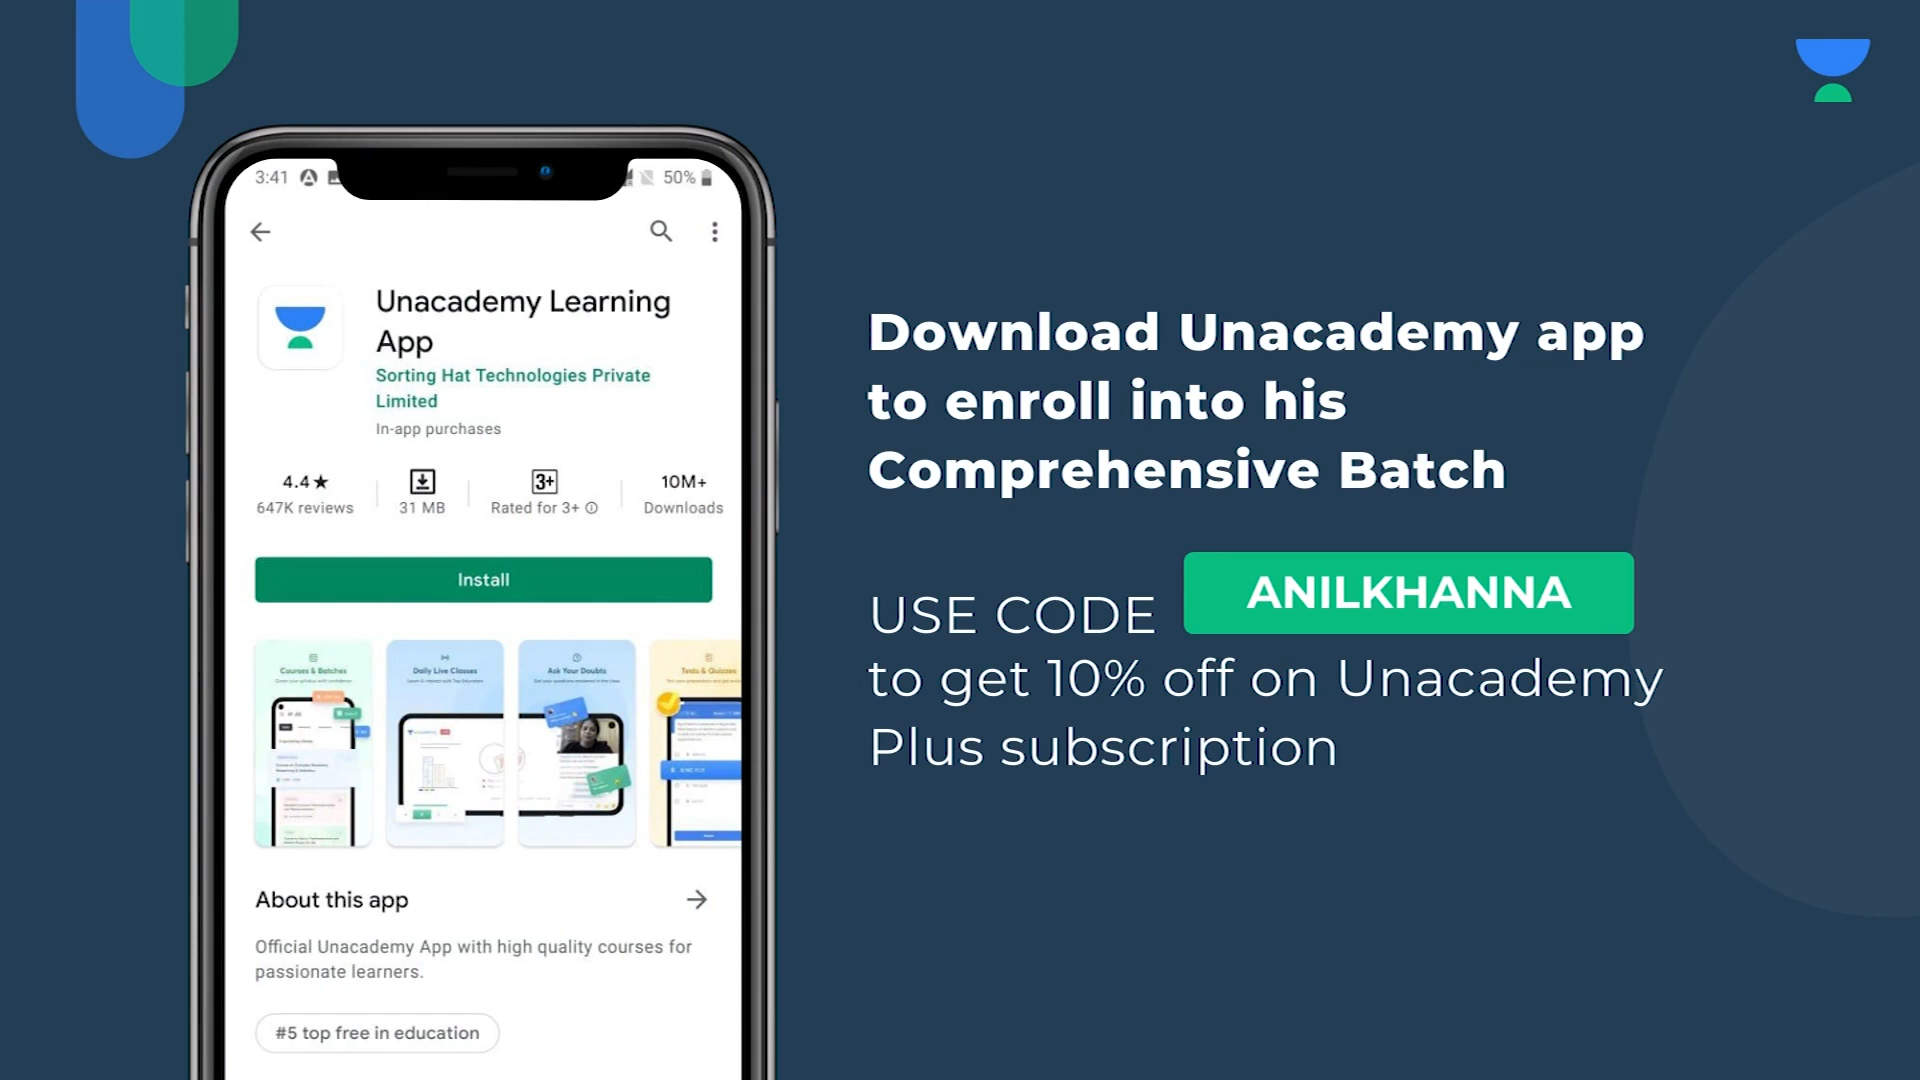 3:41
50%
Unacademy Learning
App
Sorting Hat Technologies Private
Limited
In-app purchases
4.4★
647K reviews
31 MB
3+
Rated for 3+
10M+
Downloads
Install
Courses & Batches
Daily Live Classes
Ask Your Doubts
Tests & Quizzes
About this app
Official Unacademy App with high quality courses for
passionate learners.
#5 top free in education
Download Unacademy app
to enroll into his
Comprehensive Batch
USE CODE ANILKHANNA
to get 10% off on Unacademy
Plus subscription